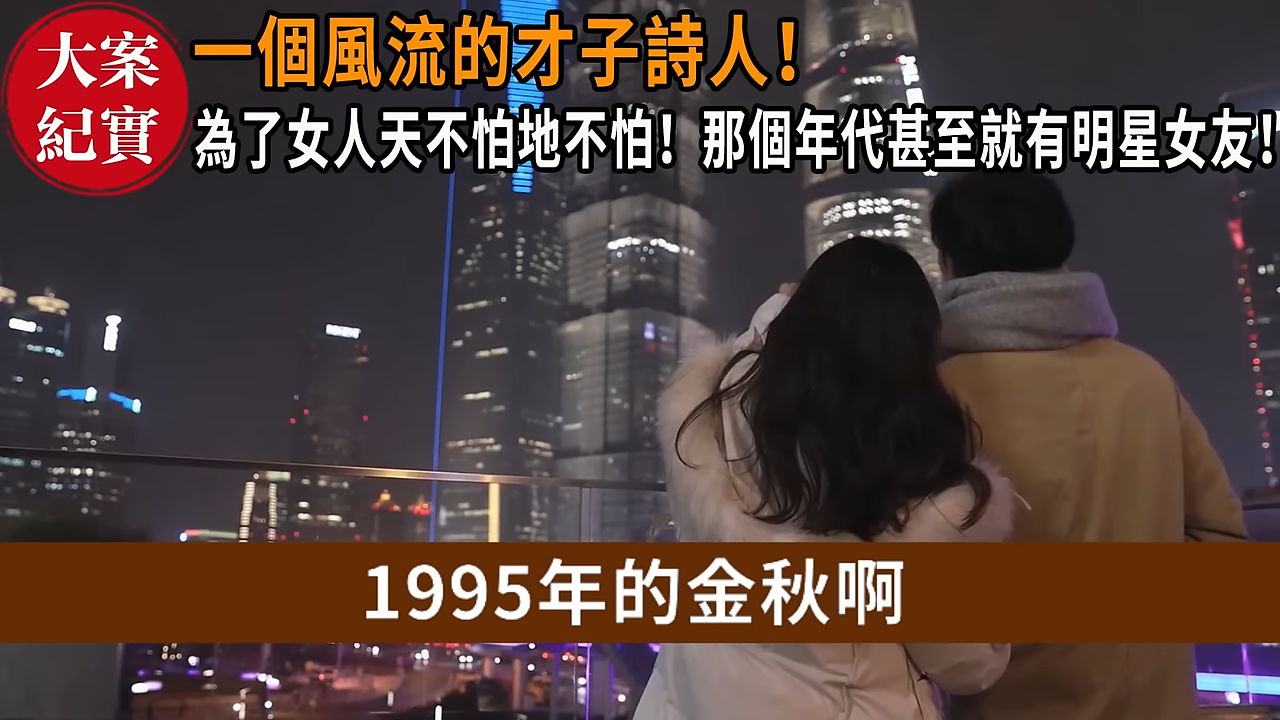 大案
紀實
一個風流的才子詩人！
為了女人天不怕地不怕！那個年代甚至就有明星女友！
1995年的金秋啊